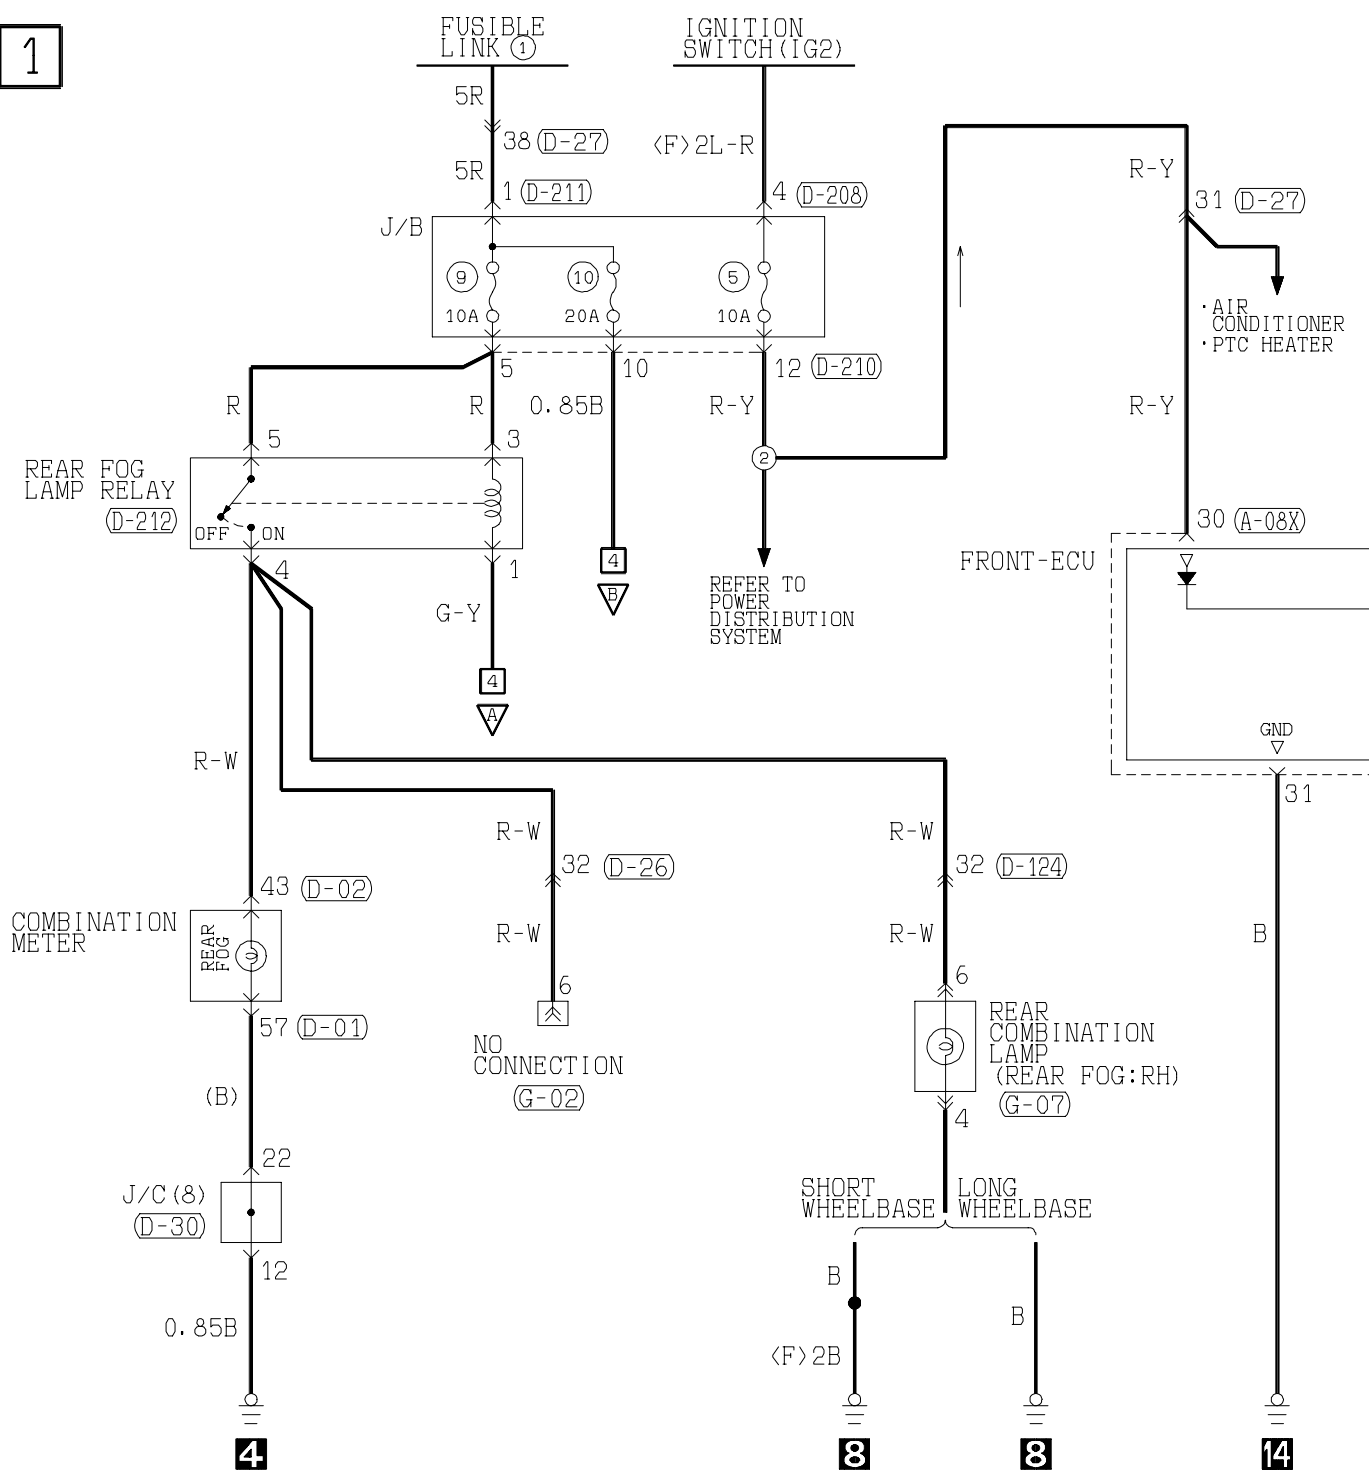 1
FUSIBLE
LINK ①
IGNITION
SWITCH(IG2)
5R
38 (D-27)
<F>2L-R
5R
1 (D-211)
4 (D-208)
R-Y
31 (D-27)
J/B
9
10
5
10A
20A
10A
· AIR
CONDITIONER
· PTC HEATER
5
10
12 (D-210)
R
R
0.85B
R-Y
R-Y
5
3
2
REAR FOG
LAMP RELAY
(D-212)
OFF
ON
4
1
30 (A-08X)
FRONT-ECU
4
B
REFER TO
POWER
DISTRIBUTION
SYSTEM
G-Y
4
A
GND
31
R-W
R-W
R-W
32 (D-26)
32 (D-124)
43 (D-02)
COMBINATION
METER
REAR
FOG
R-W
R-W
B
6
6
57 (D-01)
NO
CONNECTION
(G-02)
REAR
COMBINATION
LAMP
(REAR FOG:RH)
(G-07)
4
(B)
22
J/C(8)
(D-30)
12
SHORT
WHEELBASE
LONG
WHEELBASE
B
B
0.85B
<F>2B
4
8
8
14